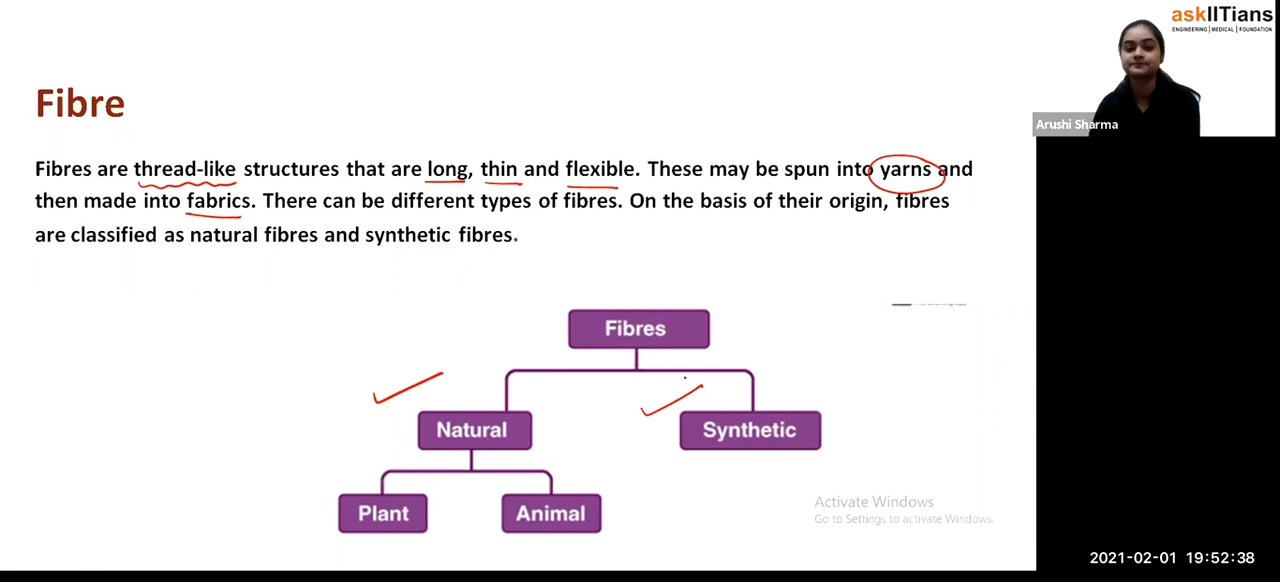 askIITians
ENGINEERING | MEDICAL | FOUNDATION
Arushi Sharma
Fibre
Fibres are thread-like structures that are long, thin and flexible. These may be spun into yarns and
then made into fabrics. There can be different types of fibres. On the basis of their origin, fibres
are classified as natural fibres and synthetic fibres.
Fibres
Natural
Synthetic
Plant
Animal
Activate Windows
Go to Settings to activate Windows.
2021-02-01 19:52:38